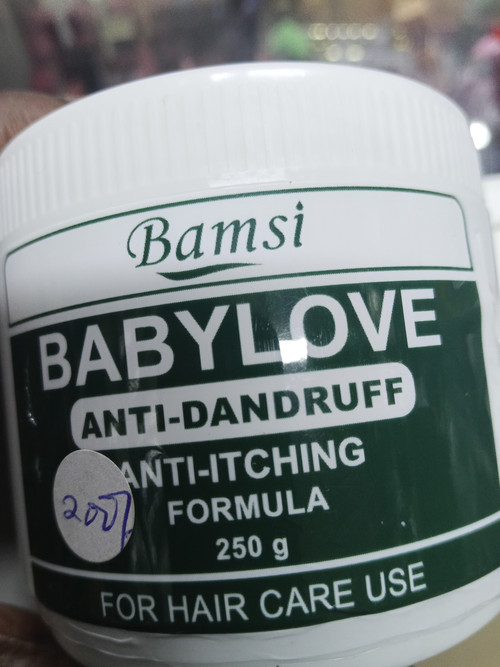 Bamsi
BABYLOVE
ANTI-DANDRUFF
ANTI-ITCHING
FORMULA
250 g
FOR HAIR CARE USE